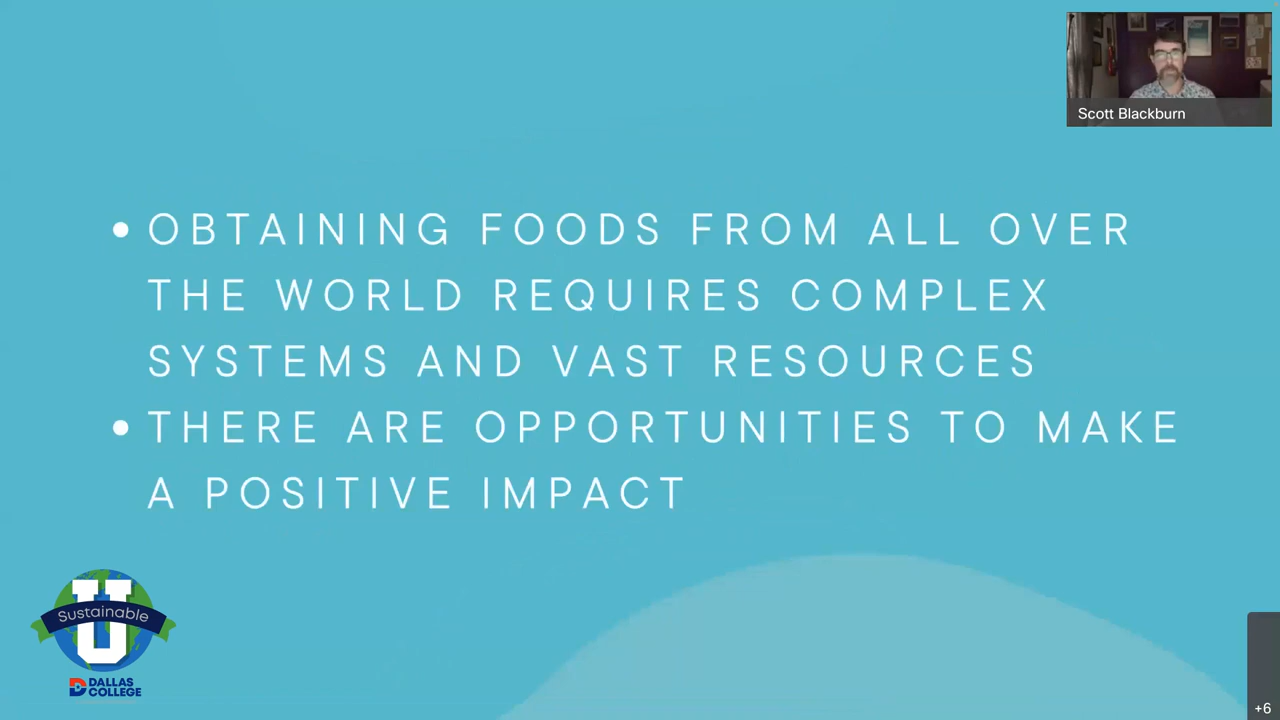 Scott Blackburn
• OBTAINING FOODS FROM ALL OVER
THE WORLD REQUIRES COMPLEX
SYSTEMS AND VAST RESOURCES
• THERE ARE OPPORTUNITIES TO MAKE
A POSITIVE IMPACT
U
Sustainable
D DALLAS
COLLEGE
+6